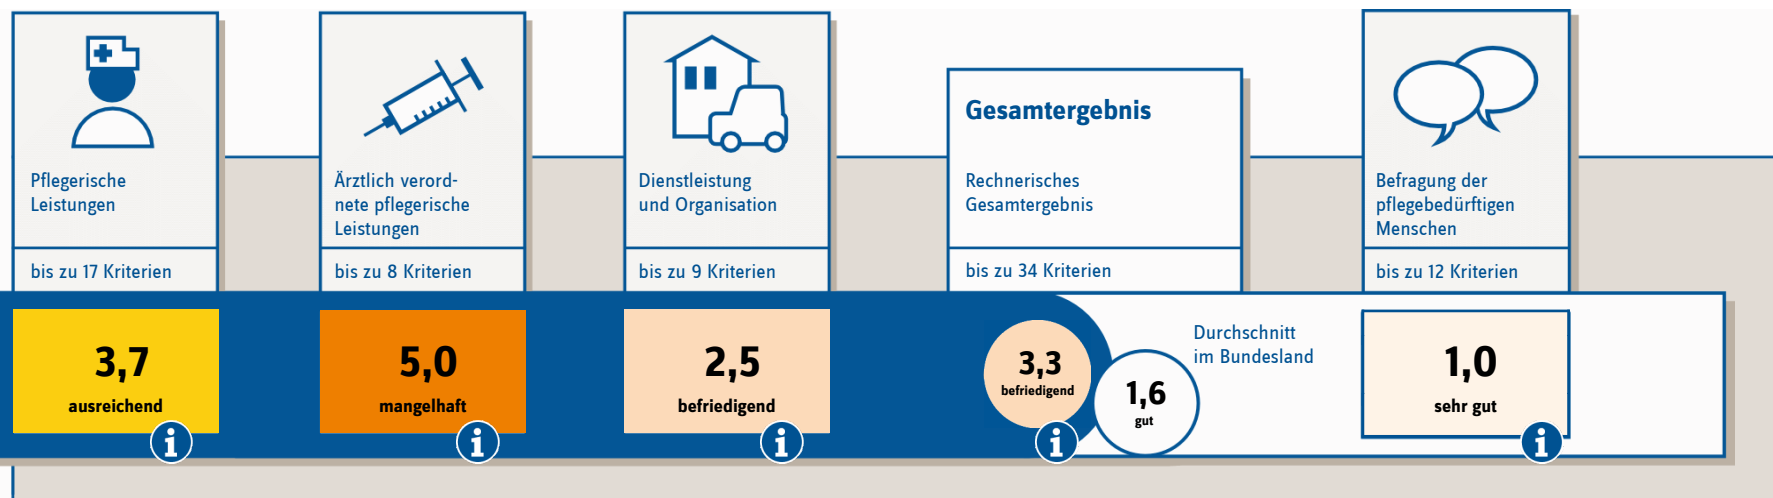 Pflegerische
Leistungen
bis zu 17 Kriterien
3,7
ausreichend
i
Ärztlich verord-
nete pflegerische
Leistungen
bis zu 8 Kriterien
5,0
mangelhaft
i
Dienstleistung
und Organisation
bis zu 9 Kriterien
2,5
befriedigend
i
Gesamtergebnis
Rechnerisches
Gesamtergebnis
bis zu 34 Kriterien
3,3
befriedigend
i
1,6
gut
Durchschnitt
im Bundesland
Befragung der
pflegebedürftigen
Menschen
bis zu 12 Kriterien
1,0
sehr gut
i